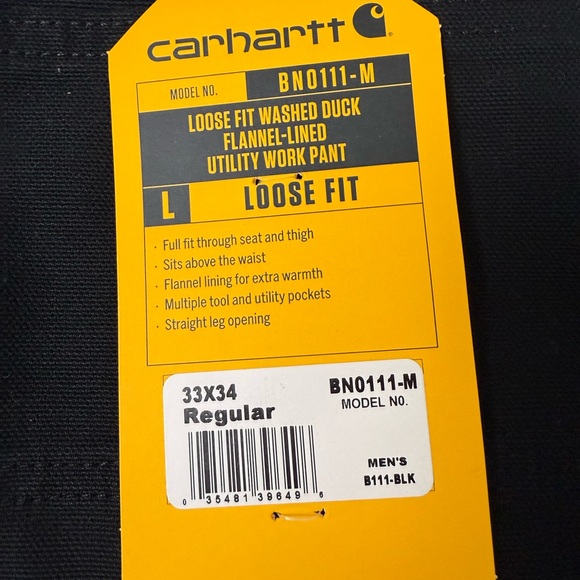 carhartt
MODEL NO. BN0111-M
LOOSE FIT WASHED DUCK
FLANNEL-LINED
UTILITY WORK PANT
L LOOSE FIT
· Full fit through seat and thigh
· Sits above the waist
· Flannel lining for extra warmth
· Multiple tool and utility pockets
· Straight leg opening
33X34 BN0111-M
Regular MODEL NO.
MEN'S
B111-BLK
0 35481 39649 6